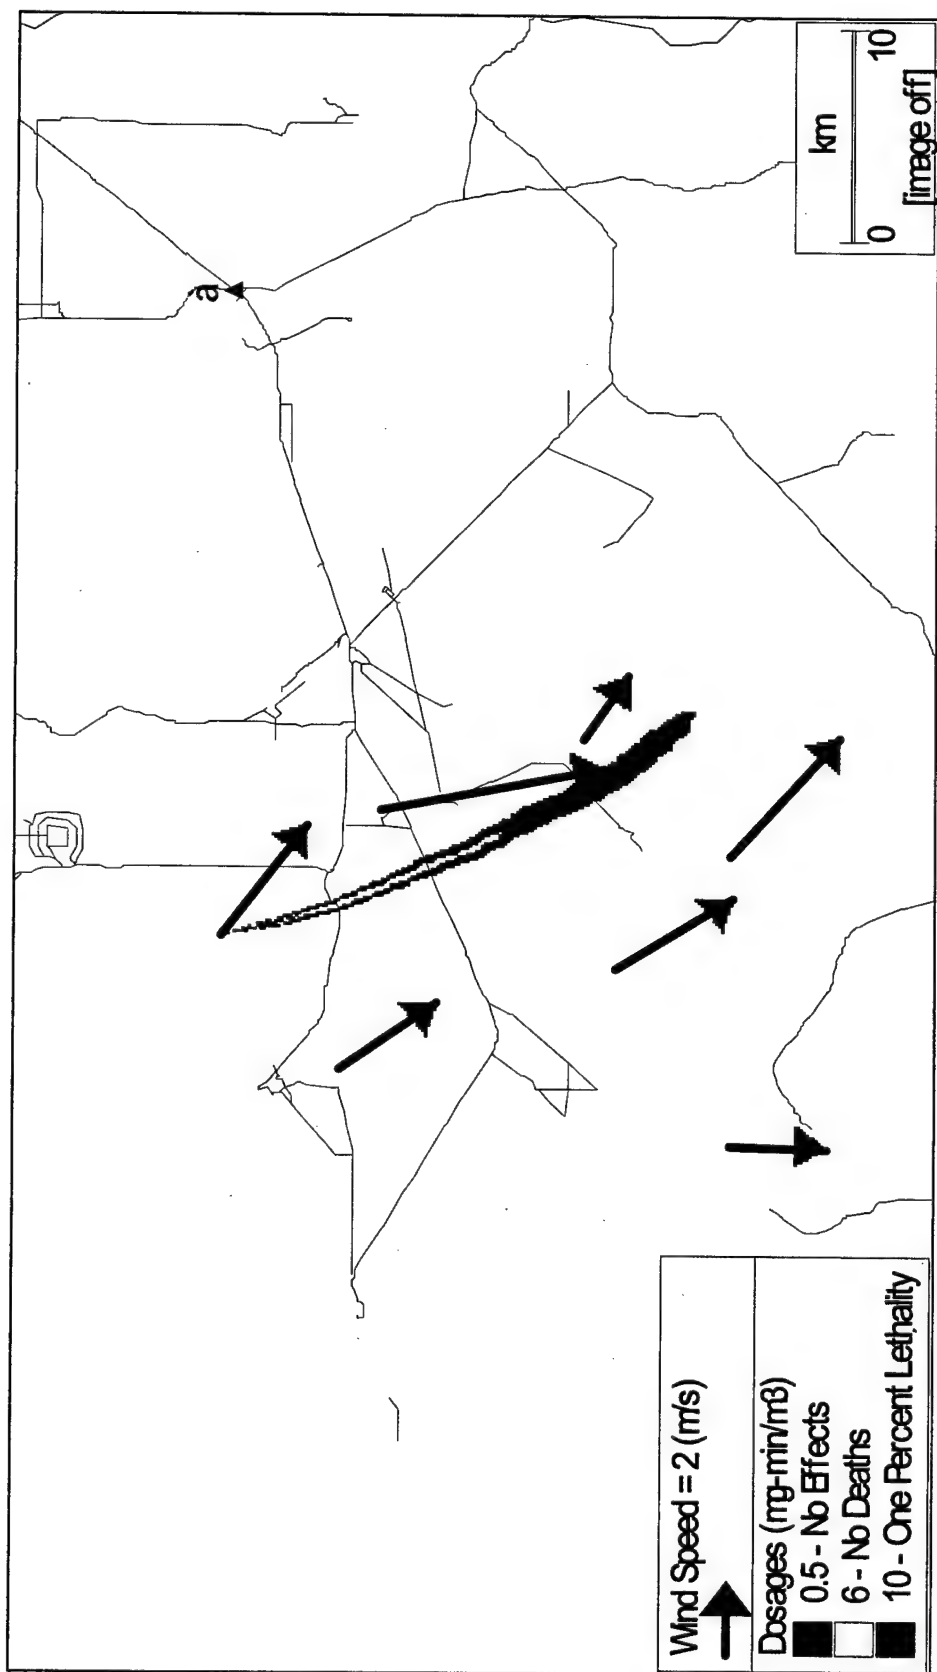 a
km
0 10
[image off]
Wind Speed = 2 (m/s)
Dosages (mg-min/m3)
0.5 - No Effects
6 - No Deaths
10 - One Percent Lethality